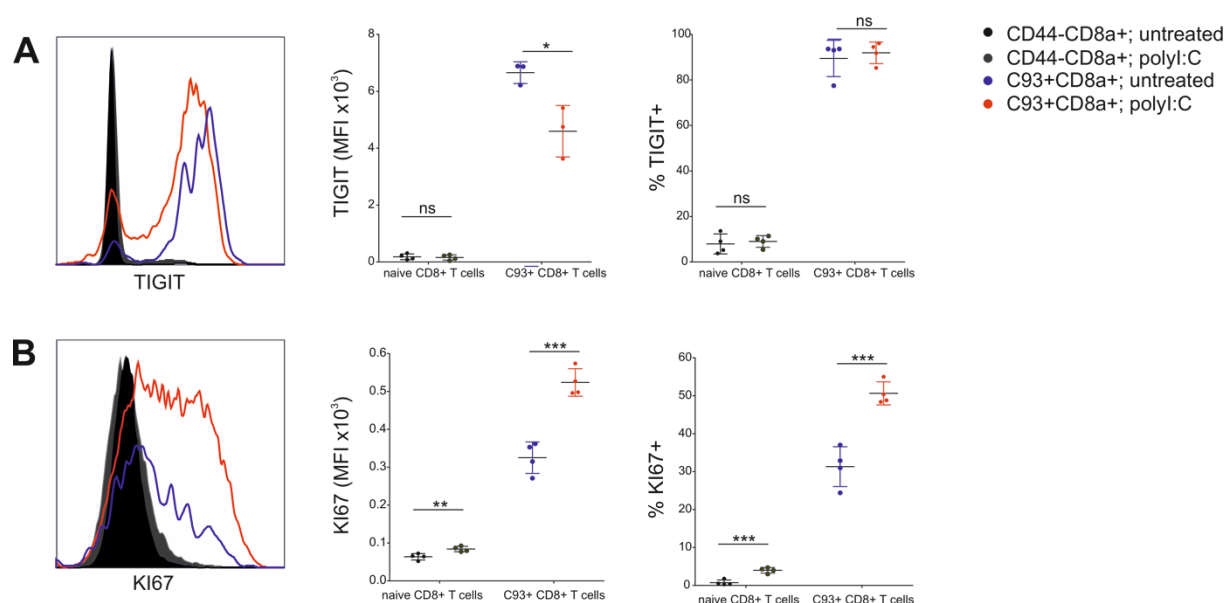 A
TIGIT
TIGIT (MFI x10³)
8
6
4
2
0
ns
*
naive CD8+ T cells
C93+ CD8+ T cells
% TIGIT+
100
80
60
40
20
0
ns
ns
naive CD8+ T cells
C93+ CD8+ T cells
CD44-CD8a+; untreated
CD44-CD8a+; polyI:C
C93+CD8a+; untreated
C93+CD8a+; polyI:C
B
KI67
KI67 (MFI x10³)
0.6
0.5
0.3
0.2
0.1
0.0
**
***
naive CD8+ T cells
C93+ CD8+ T cells
% KI67+
60
50
40
30
20
10
0
***
***
naive CD8+ T cells
C93+ CD8+ T cells